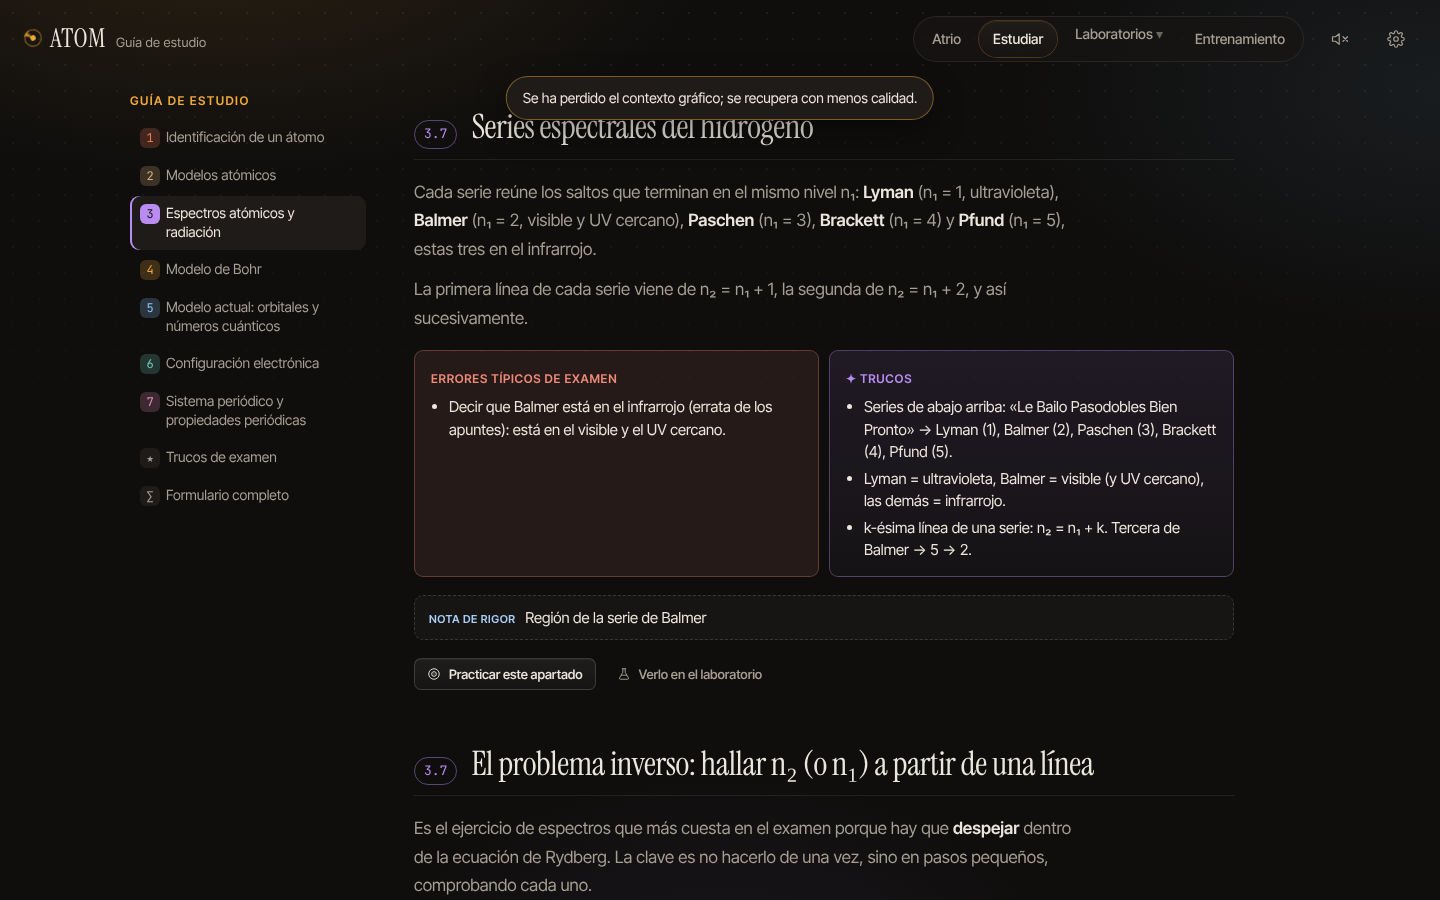 ATOM Guía de estudio
Atrio Estudiar Laboratorios ▾ Entrenamiento
Se ha perdido el contexto gráfico; se recupera con menos calidad.
GUÍA DE ESTUDIO
1 Identificación de un átomo
2 Modelos atómicos
3 Espectros atómicos y
radiación
4 Modelo de Bohr
5 Modelo actual: orbitales y
números cuánticos
6 Configuración electrónica
7 Sistema periódico y
propiedades periódicas
★ Trucos de examen
∑ Formulario completo
3.7 Series espectrales del hidrógeno
Cada serie reúne los saltos que terminan en el mismo nivel n₁: Lyman (n₁ = 1, ultravioleta),
Balmer (n₁ = 2, visible y UV cercano), Paschen (n₁ = 3), Brackett (n₁ = 4) y Pfund (n₁ = 5),
estas tres en el infrarrojo.
La primera línea de cada serie viene de n₂ = n₁ + 1, la segunda de n₂ = n₁ + 2, y así
sucesivamente.
ERRORES TÍPICOS DE EXAMEN
• Decir que Balmer está en el infrarrojo (errata de los
apuntes): está en el visible y el UV cercano.
✦ TRUCOS
• Series de abajo arriba: «Le Bailo Pasodobles Bien
Pronto» → Lyman (1), Balmer (2), Paschen (3), Brackett
(4), Pfund (5).
• Lyman = ultravioleta, Balmer = visible (y UV cercano),
las demás = infrarrojo.
• k-ésima línea de una serie: n₂ = n₁ + k. Tercera de
Balmer → 5 → 2.
NOTA DE RIGOR Región de la serie de Balmer
Practicar este apartado Verlo en el laboratorio
3.7 El problema inverso: hallar n₂ (o n₁) a partir de una línea
Es el ejercicio de espectros que más cuesta en el examen porque hay que despejar dentro
de la ecuación de Rydberg. La clave es no hacerlo de una vez, sino en pasos pequeños,
comprobando cada uno.